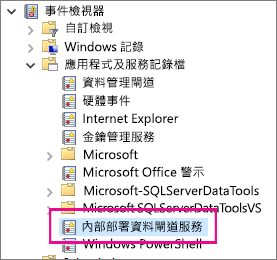 事件檢視器
自訂檢視
Windows 記錄
應用程式及服務記錄檔
資料管理閘道
硬體事件
Internet Explorer
金鑰管理服務
Microsoft
Microsoft Office 警示
Microsoft-SQLServerDataTools
Microsoft-SQLServerDataToolsVS
內部部署資料閘道服務
Windows PowerShell